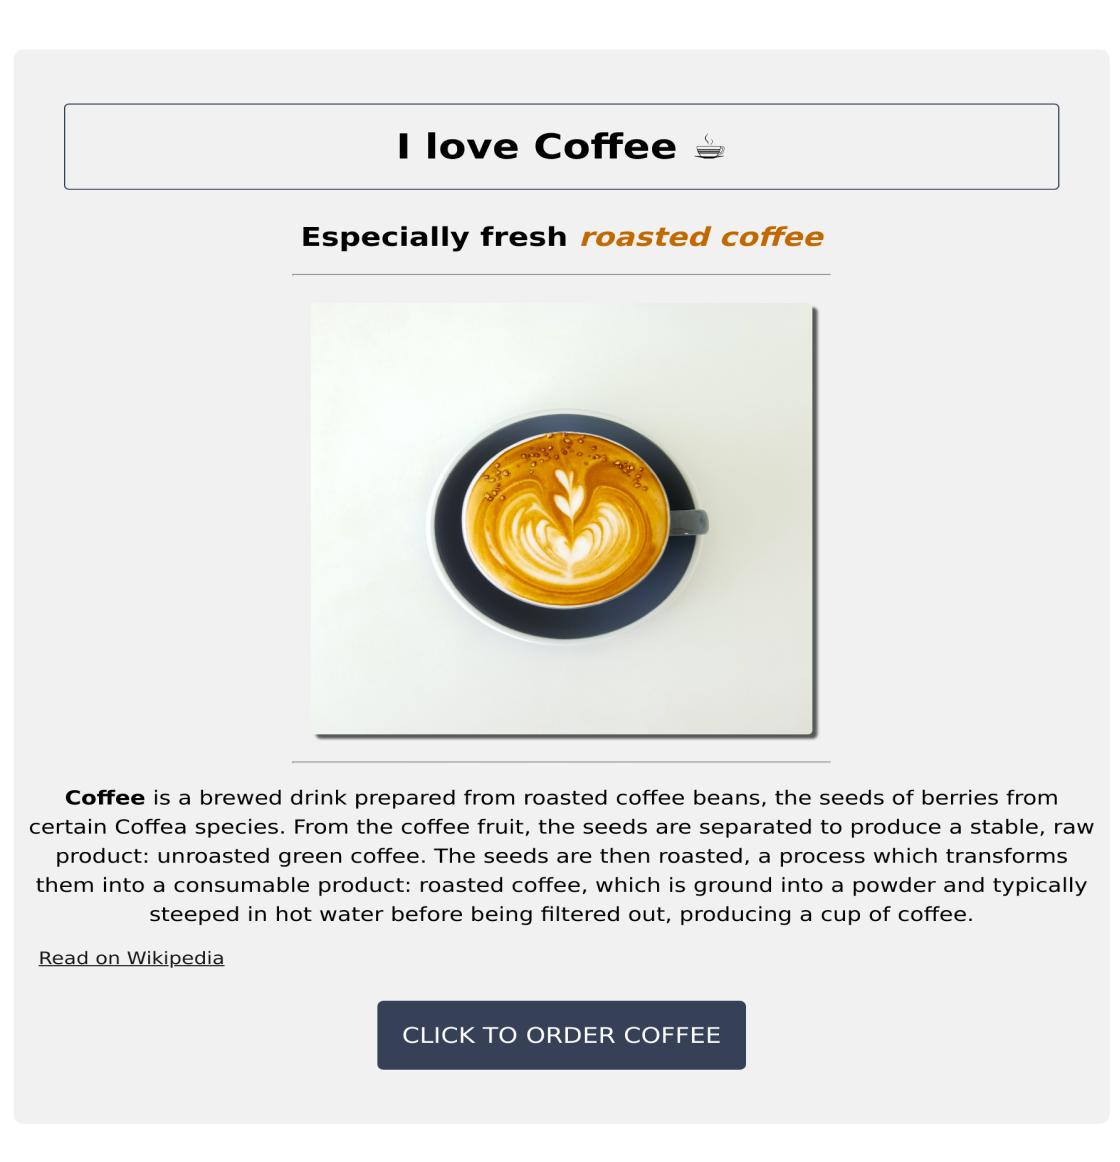 I love Coffee ☕
Especially fresh roasted coffee
Coffee is a brewed drink prepared from roasted coffee beans, the seeds of berries from
certain Coffea species. From the coffee fruit, the seeds are separated to produce a stable, raw
product: unroasted green coffee. The seeds are then roasted, a process which transforms
them into a consumable product: roasted coffee, which is ground into a powder and typically
steeped in hot water before being filtered out, producing a cup of coffee.
Read on Wikipedia
CLICK TO ORDER COFFEE